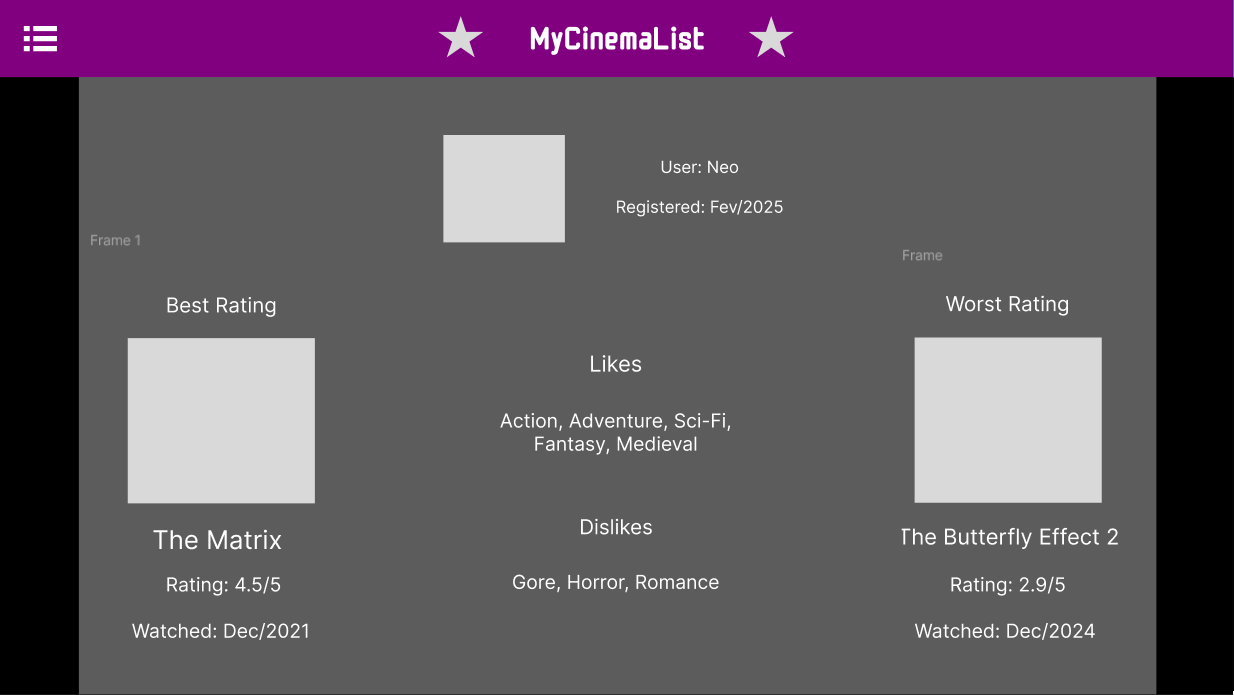 MyCinemaList
User: Neo
Registered: Fev/2025
Frame 1
Frame
Best Rating
The Matrix
Rating: 4.5/5
Watched: Dec/2021
Likes
Action, Adventure, Sci-Fi,
Fantasy, Medieval
Dislikes
Gore, Horror, Romance
Worst Rating
The Butterfly Effect 2
Rating: 2.9/5
Watched: Dec/2024